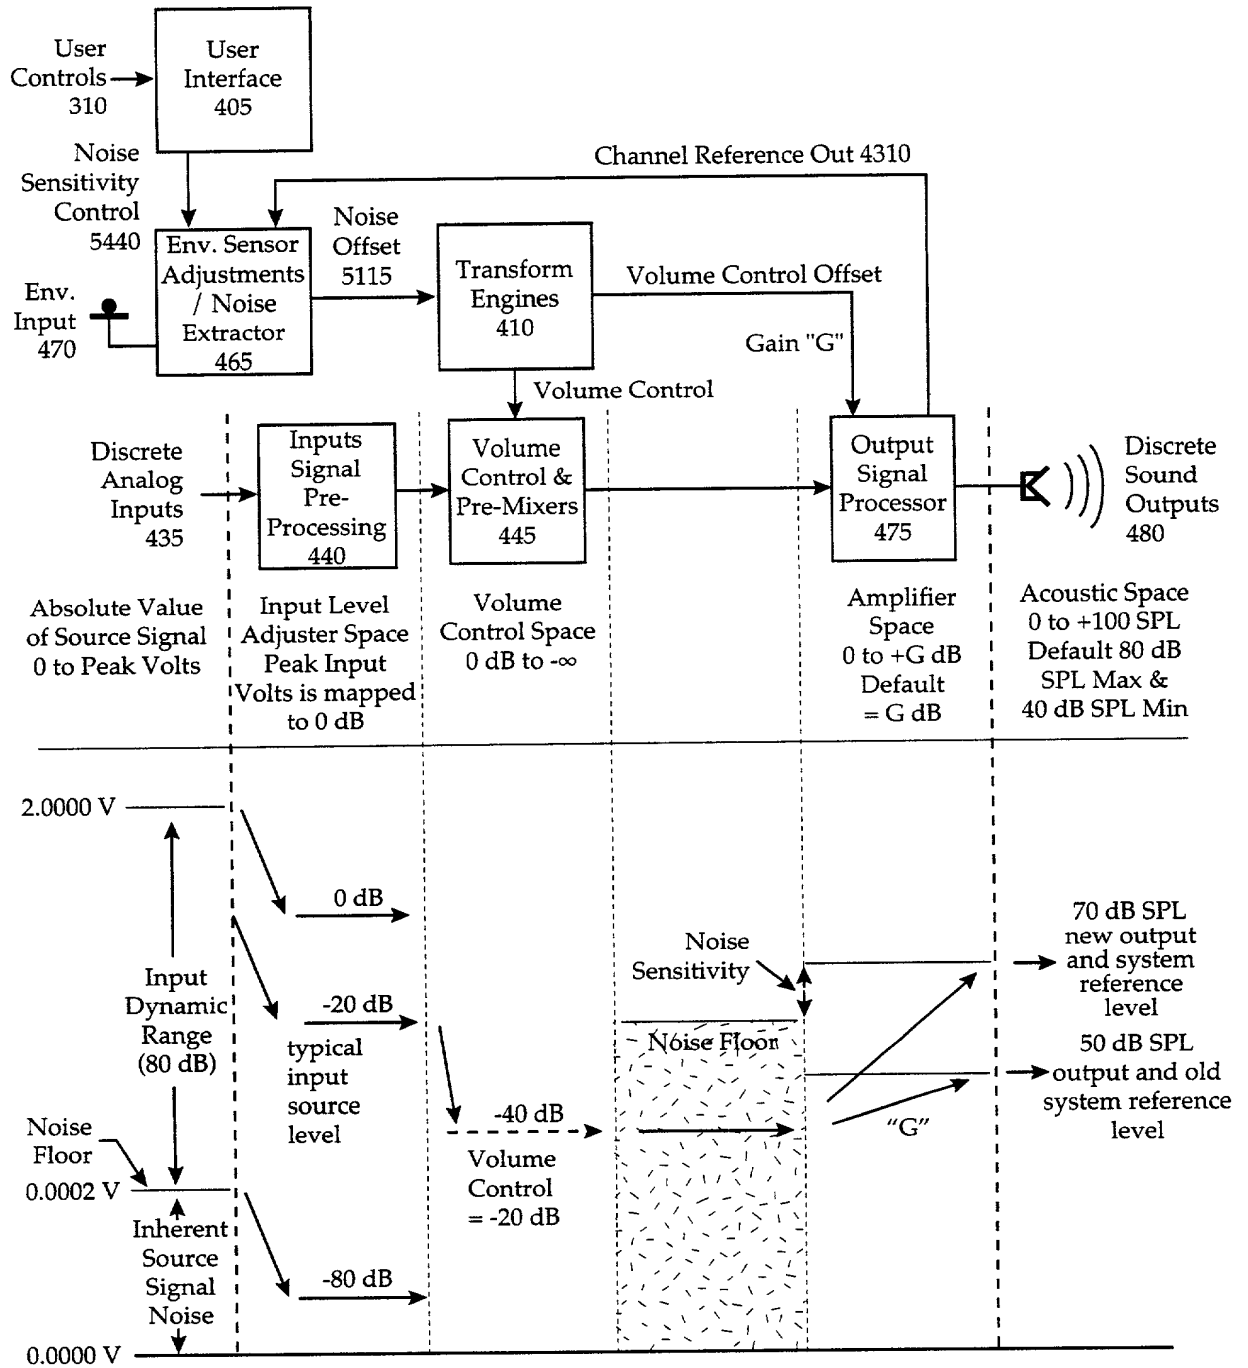 User
Controls
310
User
Interface
405
Noise
Sensitivity
Control
5440
Channel Reference Out 4310
Env. Sensor
Adjustments
/ Noise
Extractor
465
Noise
Offset
5115
Transform
Engines
410
Volume Control Offset
Gain "G"
Env.
Input
470
Volume Control
Discrete
Analog
Inputs
435
Inputs
Signal
Pre-
Processing
440
Volume
Control &
Pre-Mixers
445
Output
Signal
Processor
475
Discrete
Sound
Outputs
480
Absolute Value
of Source Signal
0 to Peak Volts
Input Level
Adjuster Space
Peak Input
Volts is mapped
to 0 dB
Volume
Control Space
0 dB to -∞
Amplifier
Space
0 to +G dB
Default
= G dB
Acoustic Space
0 to +100 SPL
Default 80 dB
SPL Max &
40 dB SPL Min
2.0000 V
0 dB
Input
Dynamic
Range
(80 dB)
-20 dB
typical
input
source
level
Noise
Sensitivity
70 dB SPL
new output
and system
reference
level
Noise Floor
50 dB SPL
output and old
system reference
level
-40 dB
Volume
Control
= -20 dB
"G"
Noise
Floor
0.0002 V
Inherent
Source
Signal
Noise
-80 dB
0.0000 V